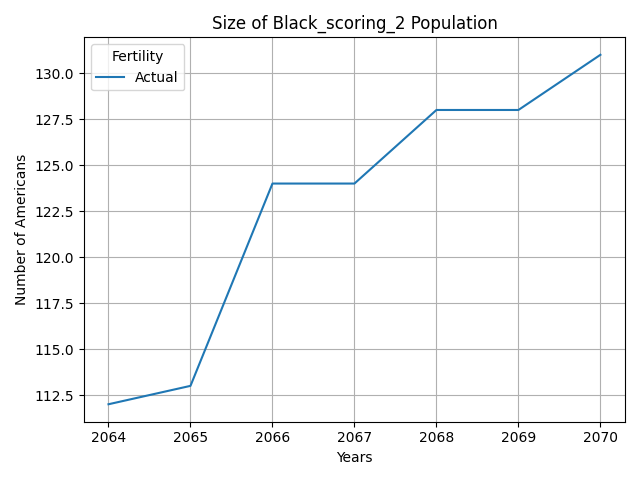 Size of Black_scoring_2 Population
Fertility
Actual
Number of Americans
130.0
127.5
125.0
122.5
120.0
117.5
115.0
112.5
2064 2065 2066 2067 2068 2069 2070
Years